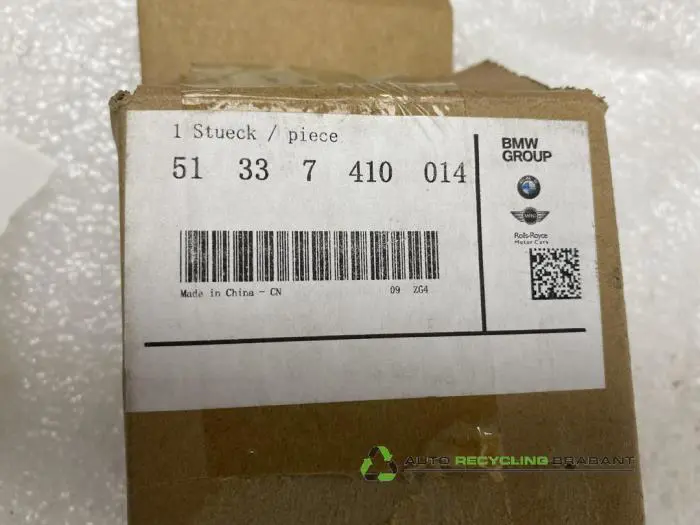 1 Stueck / piece
51 33 7 410 014
Made in China - CN 09 ZG4
BMW
GROUP
MINI
Rolls-Royce
Motor Cars
AUTO RECYCLING BRABANT